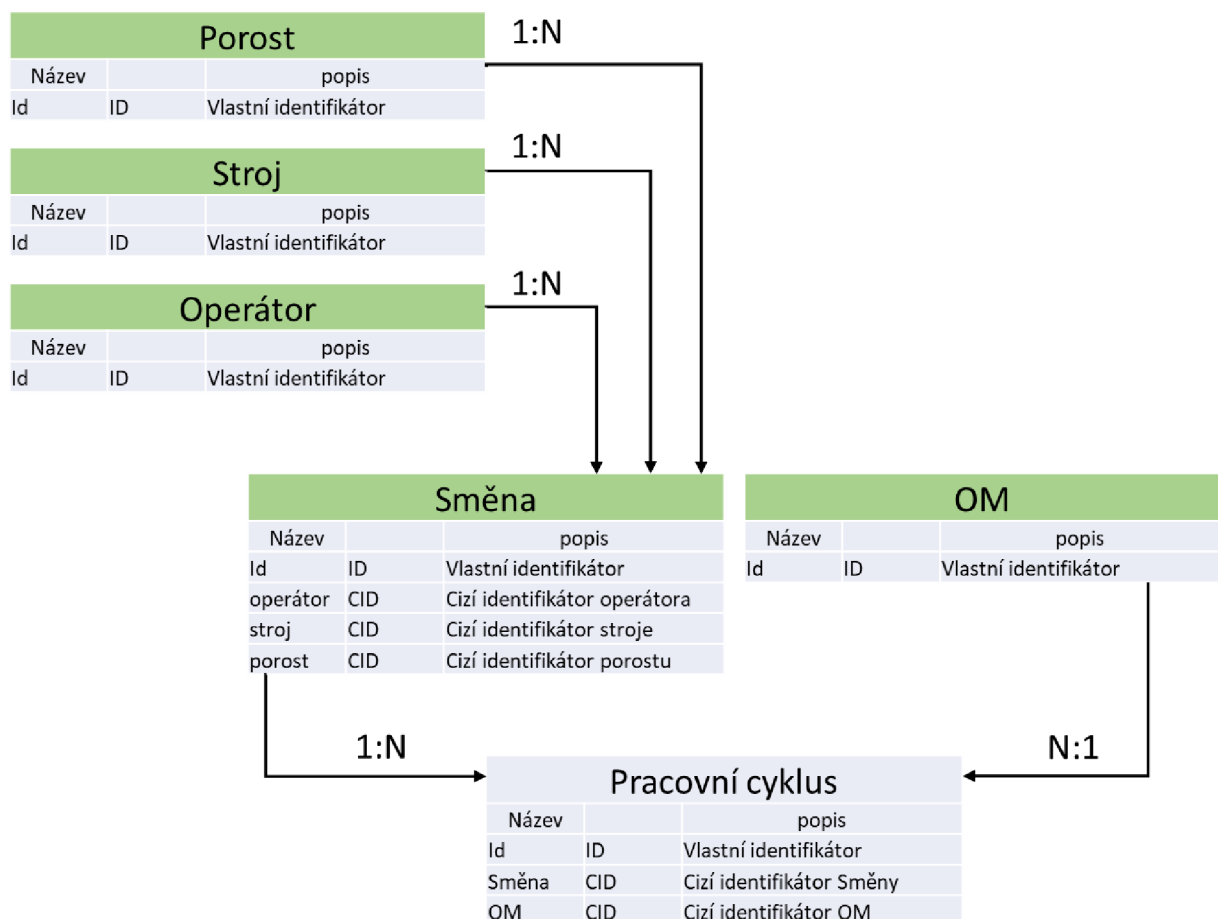 Porost
1:N
Název popis
Id ID Vlastní identifikátor
Stroj
1:N
Název popis
Id ID Vlastní identifikátor
Operátor
1:N
Název popis
Id ID Vlastní identifikátor
Směna
Název popis
Id ID Vlastní identifikátor
operátor CID Cizí identifikátor operátora
stroj CID Cizí identifikátor stroje
porost CID Cizí identifikátor porostu
OM
Název popis
Id ID Vlastní identifikátor
1:N
N:1
Pracovní cyklus
Název popis
Id ID Vlastní identifikátor
Směna CID Cizí identifikátor Směny
OM CID Cizí identifikátor OM